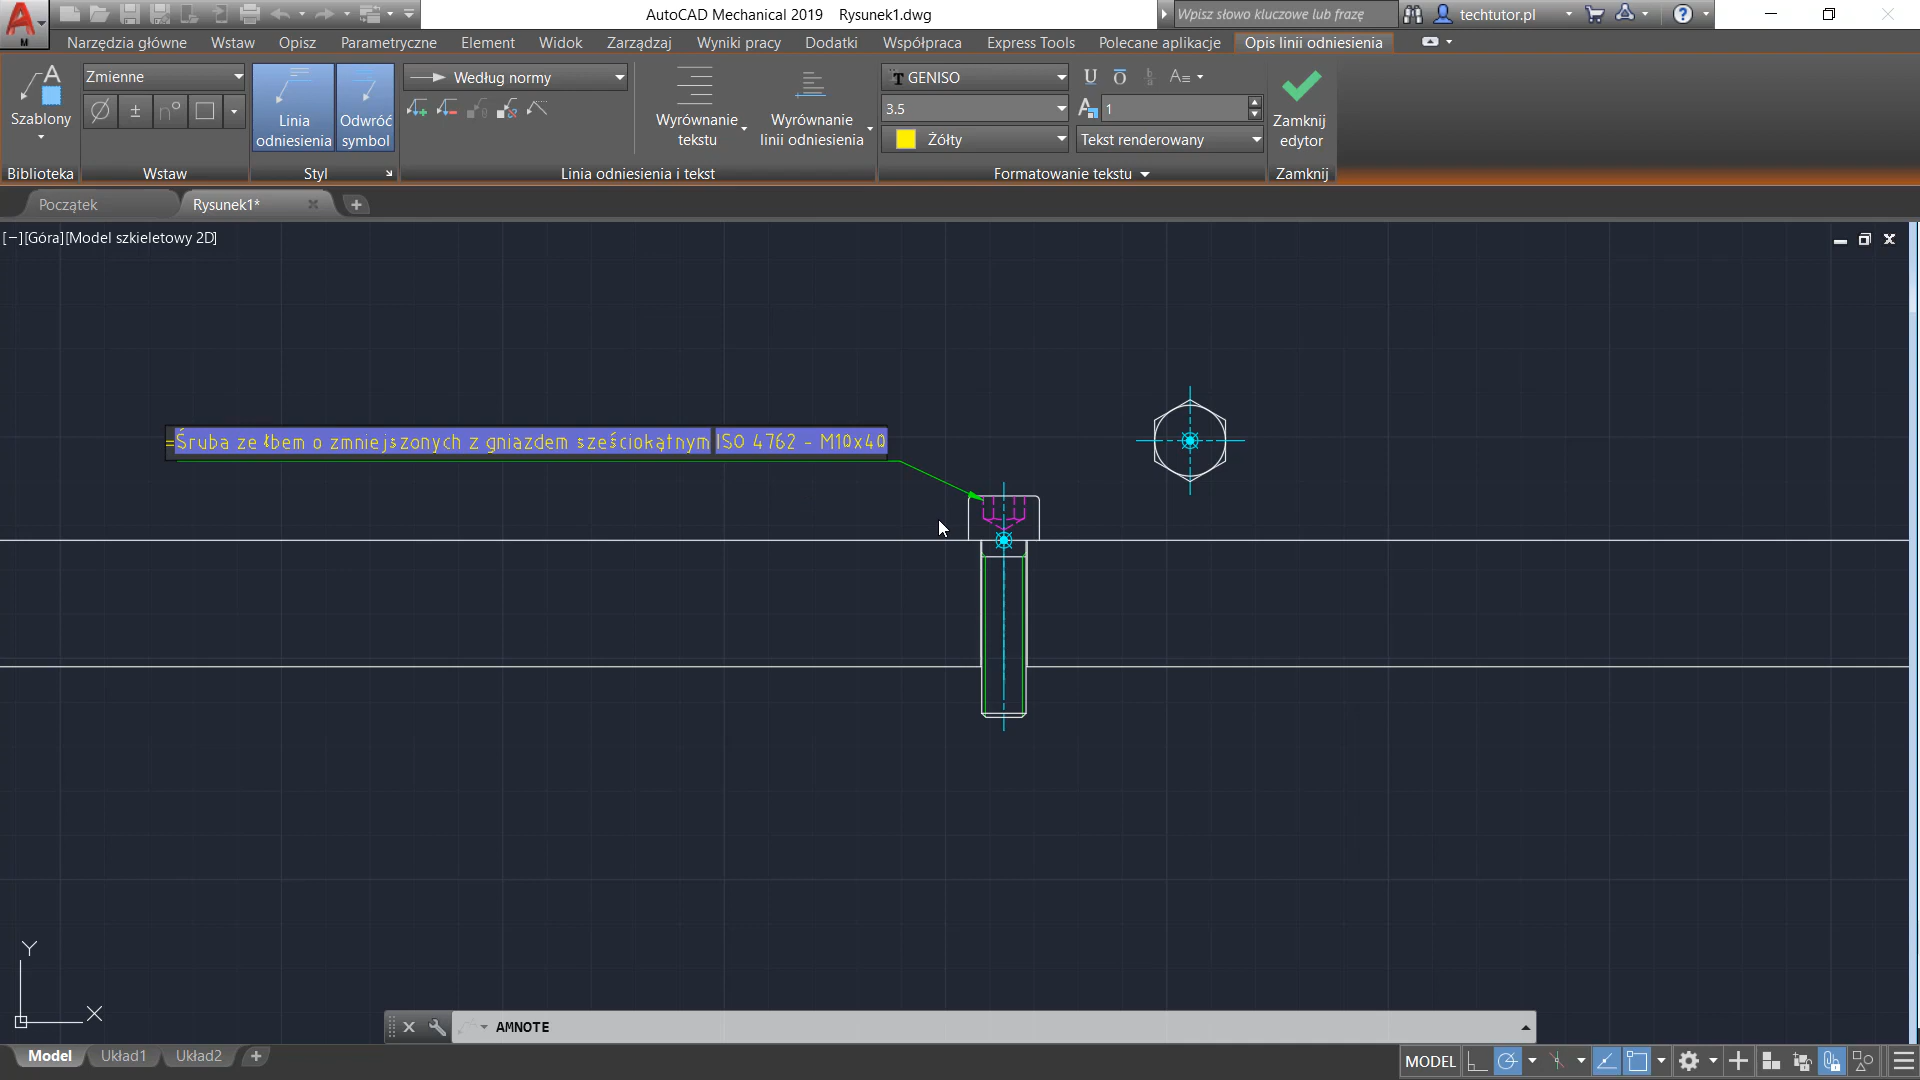 AutoCAD Mechanical 2019 Rysunek1.dwg
Wpisz słowo kluczowe lub frazę
techtutor.pl
Narzędzia główne Wstaw Opisz Parametryczne Element Widok Zarządzaj Wyniki pracy Dodatki Współpraca Express Tools Polecane aplikacje Opis linii odniesienia
Szablony
Zmienne
Linia odniesienia
Odwróć symbol
Według normy
Wyrównanie tekstu
Wyrównanie linii odniesienia
GENISO
3.5
Żółty
1
Tekst renderowany
Zamknij edytor
Biblioteka Wstaw Styl Linia odniesienia i tekst Formatowanie tekstu Zamknij
Początek Rysunek1*
[−][Góra][Model szkieletowy 2D]
=Śruba ze łbem o zmniejszonych z gniazdem sześciokątnym ISO 4762 - M10x40
Y
X
AMNOTE
Model Układ1 Układ2
MODEL